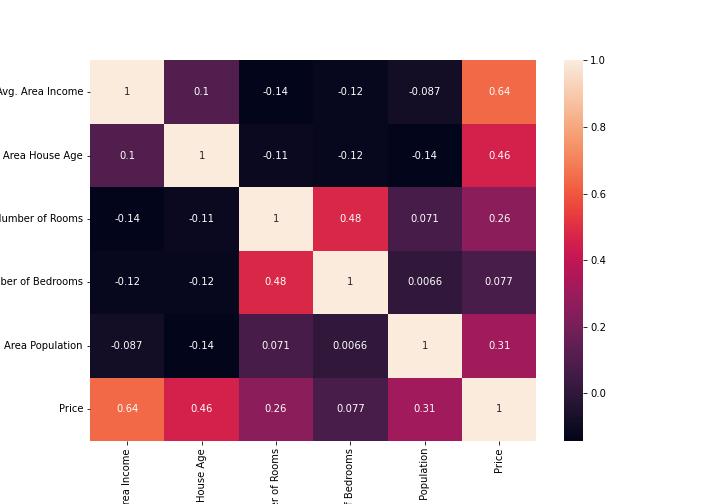 1.0
Avg. Area Income 1 0.1 -0.14 -0.12 -0.087 0.64
0.8
Area House Age 0.1 1 -0.11 -0.12 -0.14 0.46
0.6
umber of Rooms -0.14 -0.11 1 0.48 0.071 0.26
0.4
ber of Bedrooms -0.12 -0.12 0.48 1 0.0066 0.077
0.2
Area Population -0.087 -0.14 0.071 0.0066 1 0.31
0.0
Price 0.64 0.46 0.26 0.077 0.31 1
rea Income
House Age
er of Rooms
f Bedrooms
Population
Price